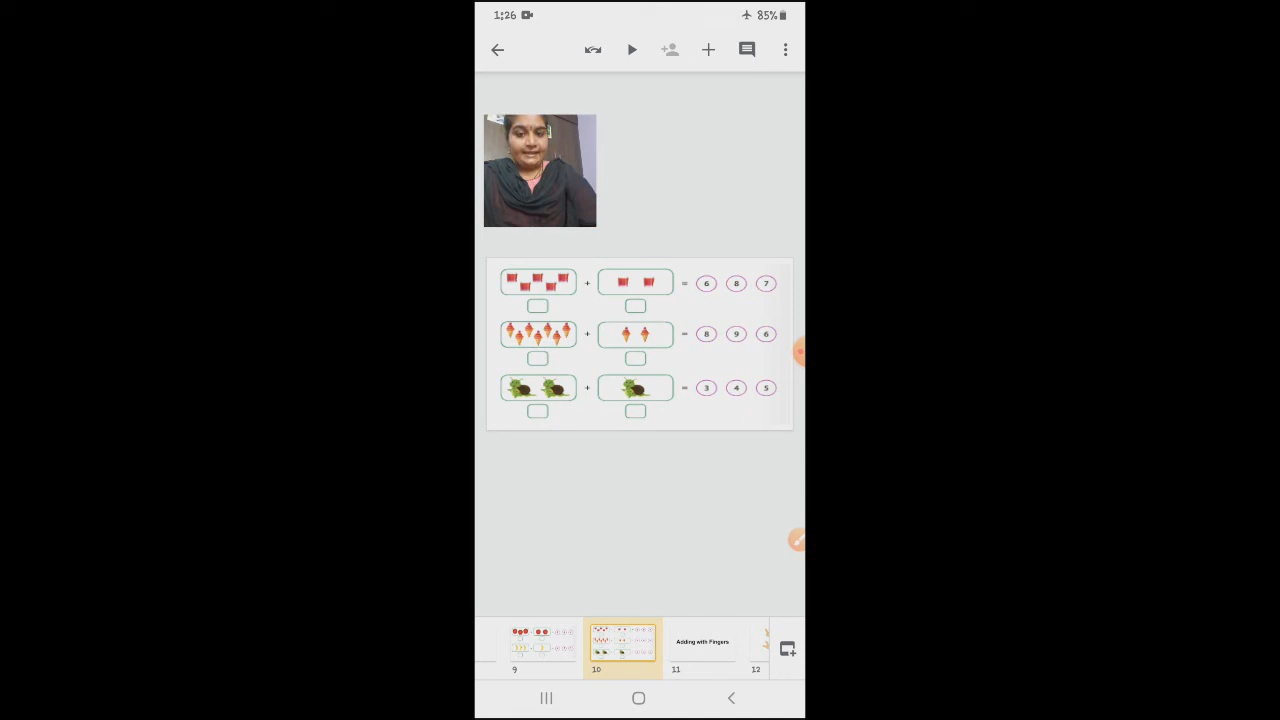 1:26 85%
+ = 6 8 7
+ = 8 9 6
+ = 3 4 5
Adding with Fingers
9 10 11 12